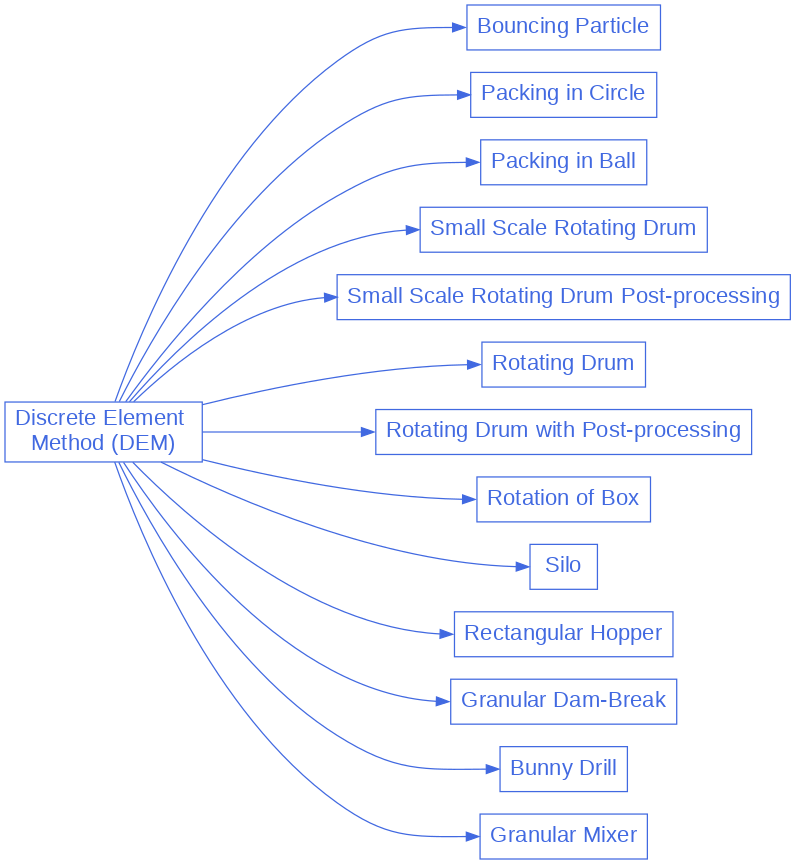 Bouncing Particle
Packing in Circle
Packing in Ball
Small Scale Rotating Drum
Small Scale Rotating Drum Post-processing
Rotating Drum
Discrete Element
Method (DEM)
Rotating Drum with Post-processing
Rotation of Box
Silo
Rectangular Hopper
Granular Dam-Break
Bunny Drill
Granular Mixer